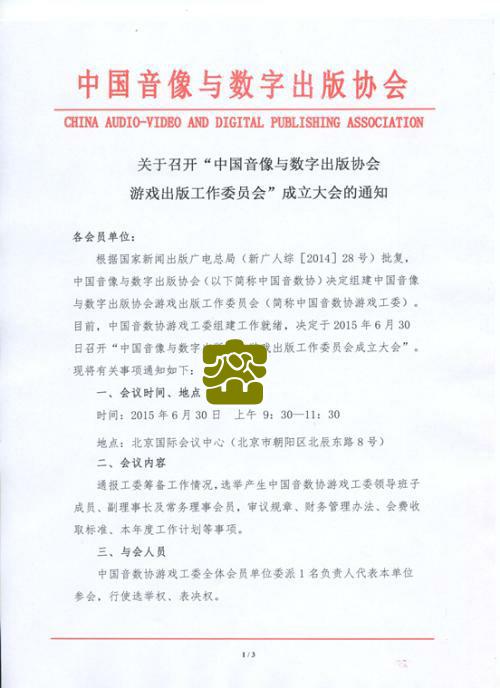 中国音像与数字出版协会
CHINA AUDIO-VIDEO AND DIGITAL PUBLISHING ASSOCIATION
关于召开“中国音像与数字出版协会
游戏出版工作委员会”成立大会的通知
各会员单位：
根据国家新闻出版广电总局（新广人综［2014］28号）批复，
中国音像与数字出版协会（以下简称中国音数协）决定组建中国音像
与数字出版协会游戏出版工作委员会（简称中国音数协游戏工委）。
目前，中国音数协游戏工委组建工作就绪，决定于2015年6月30
日召开“中国音像与数字出 游戏出版工作委员会成立大会”。
现将有关事项通知如下：
一、会议时间、地点
时间：2015年6月30日 上午 9：30—11：30
地点：北京国际会议中心（北京市朝阳区北辰东路8号）
二、会议内容
通报工委筹备工作情况，选举产生中国音数协游戏工委领导班子
成员、副理事长及常务理事会员，审议规章、财务管理办法、会费收
取标准、本年度工作计划等事项。
三、与会人员
中国音数协游戏工委全体会员单位委派1名负责人代表本单位
参会，行使选举权、表决权。
1/3